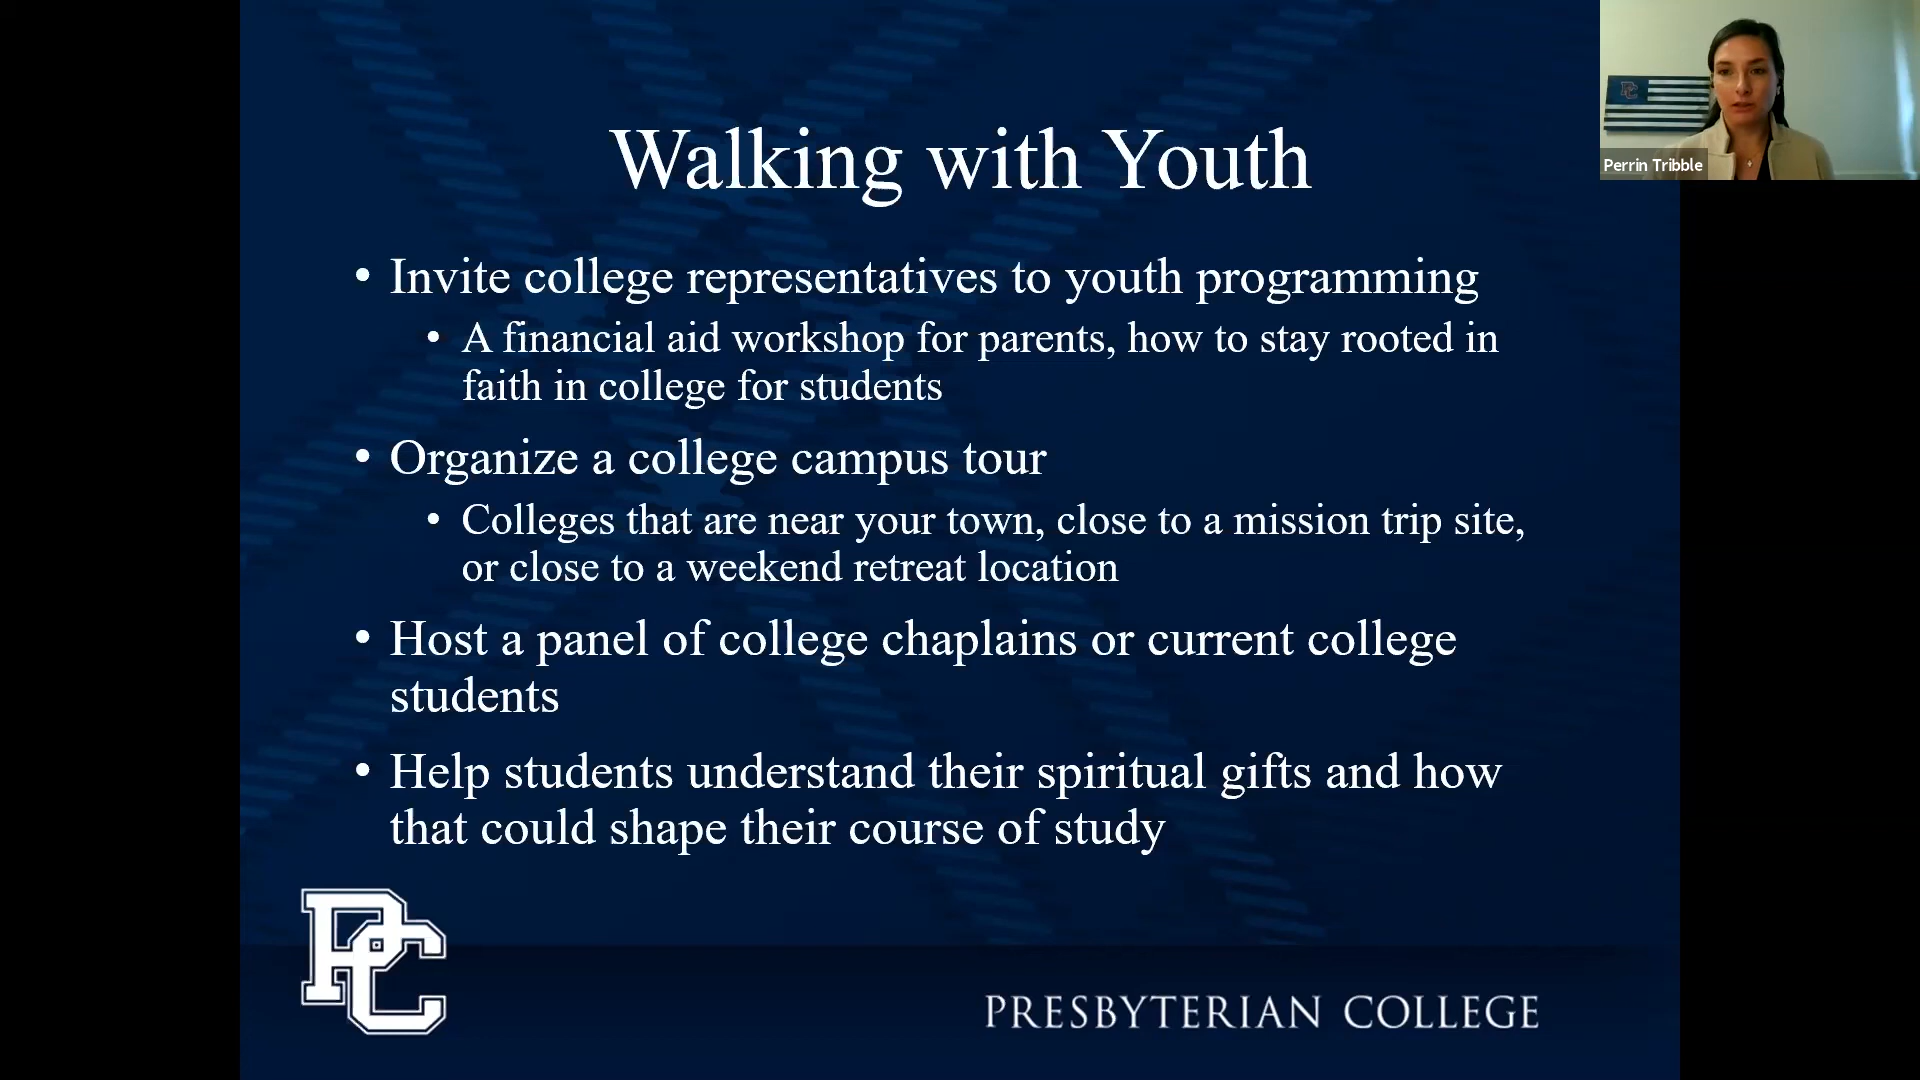 Walking with Youth
• Invite college representatives to youth programming
• A financial aid workshop for parents, how to stay rooted in
faith in college for students
• Organize a college campus tour
• Colleges that are near your town, close to a mission trip site,
or close to a weekend retreat location
• Host a panel of college chaplains or current college
students
• Help students understand their spiritual gifts and how
that could shape their course of study
PC
PRESBYTERIAN COLLEGE
PC
Perrin Tribble